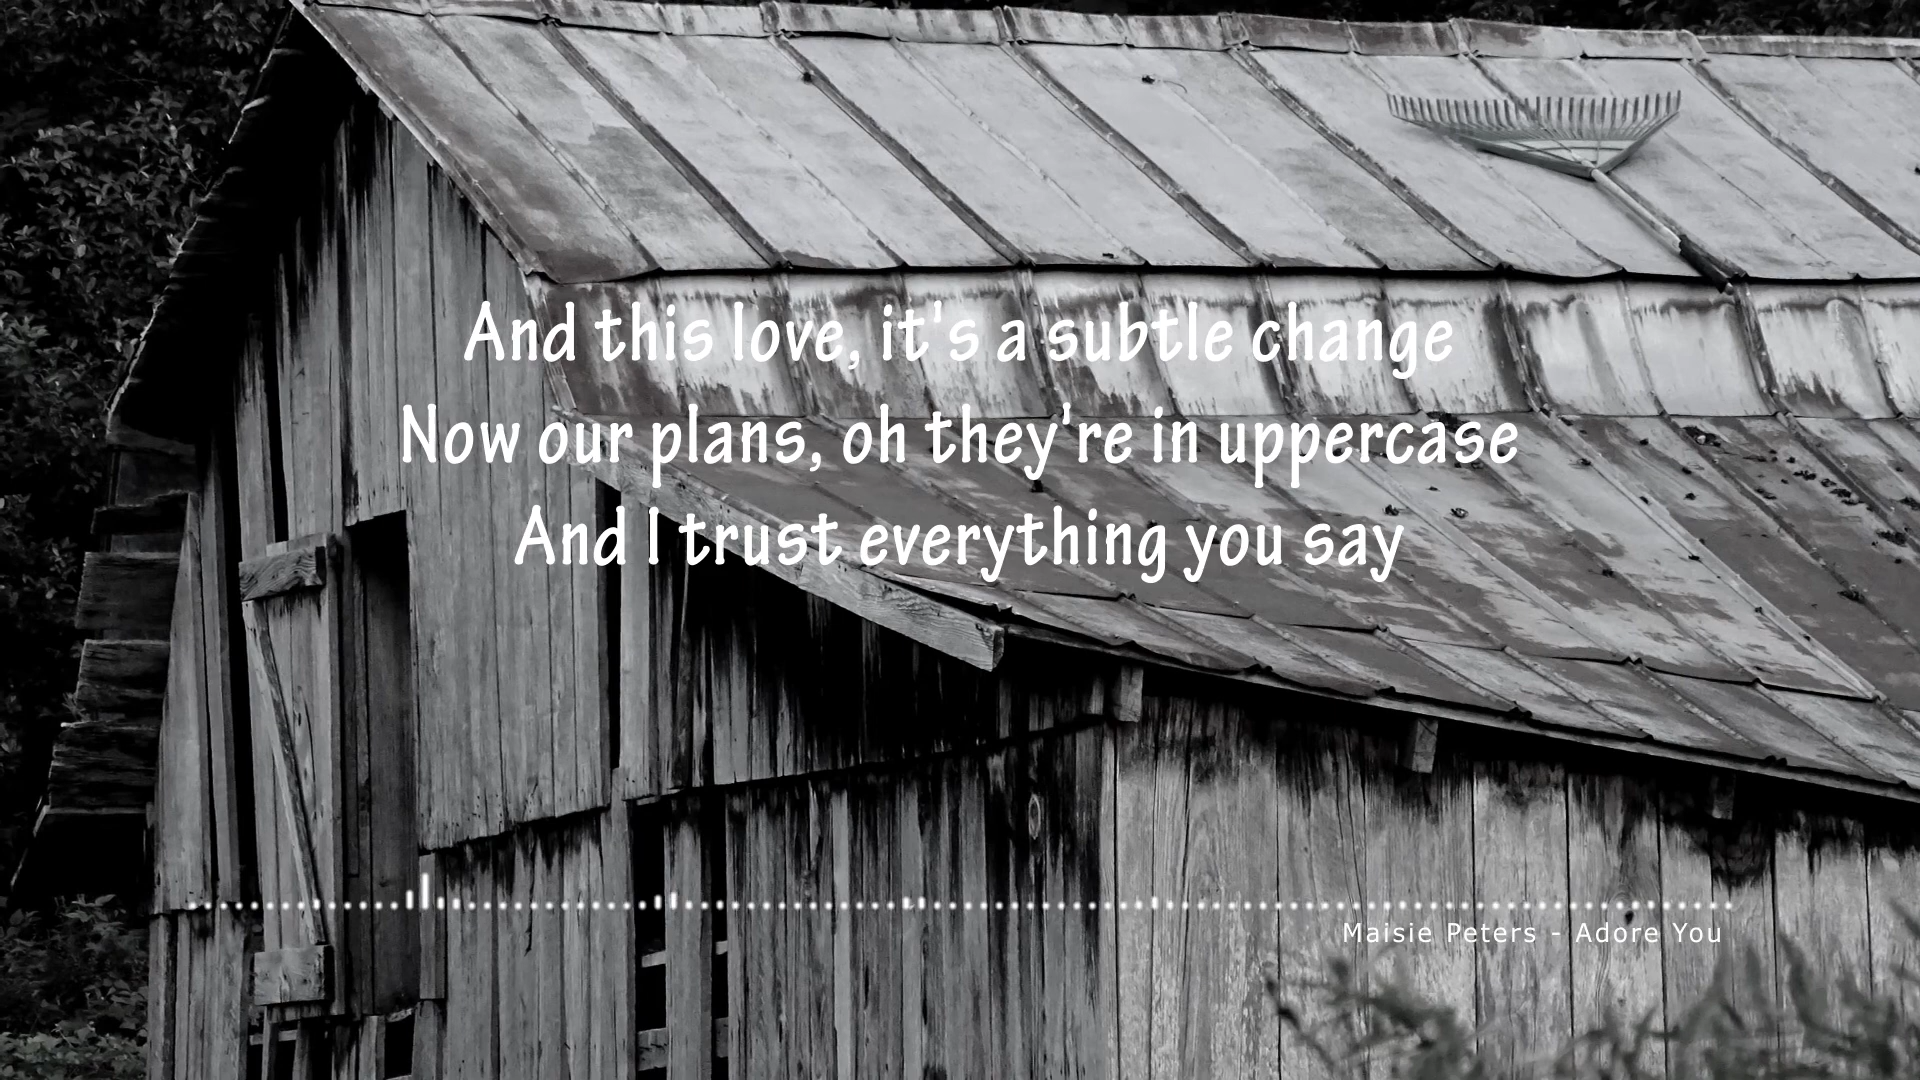 And this love, it's a subtle change
Now our plans, oh they're in uppercase
And I trust everything you say
Maisie Peters - Adore You